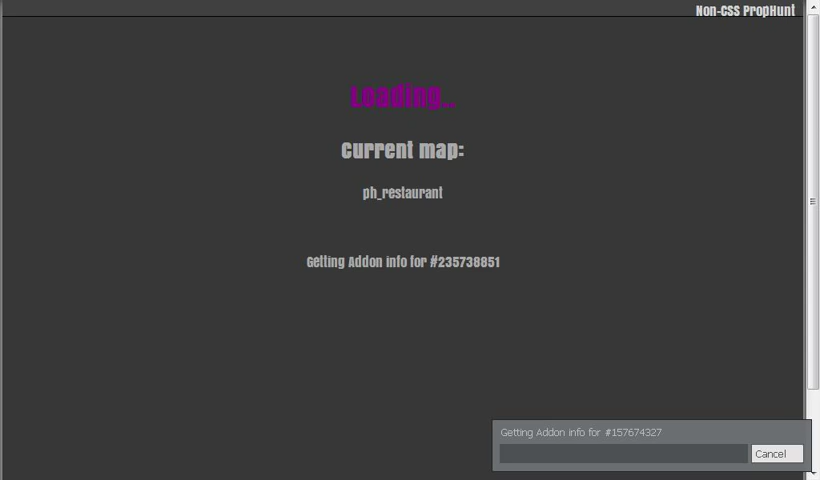 Non-CSS PropHunt
Loading...
Current map:
ph_restaurant
Getting Addon info for #235738851
Getting Addon info for #157674327
Cancel